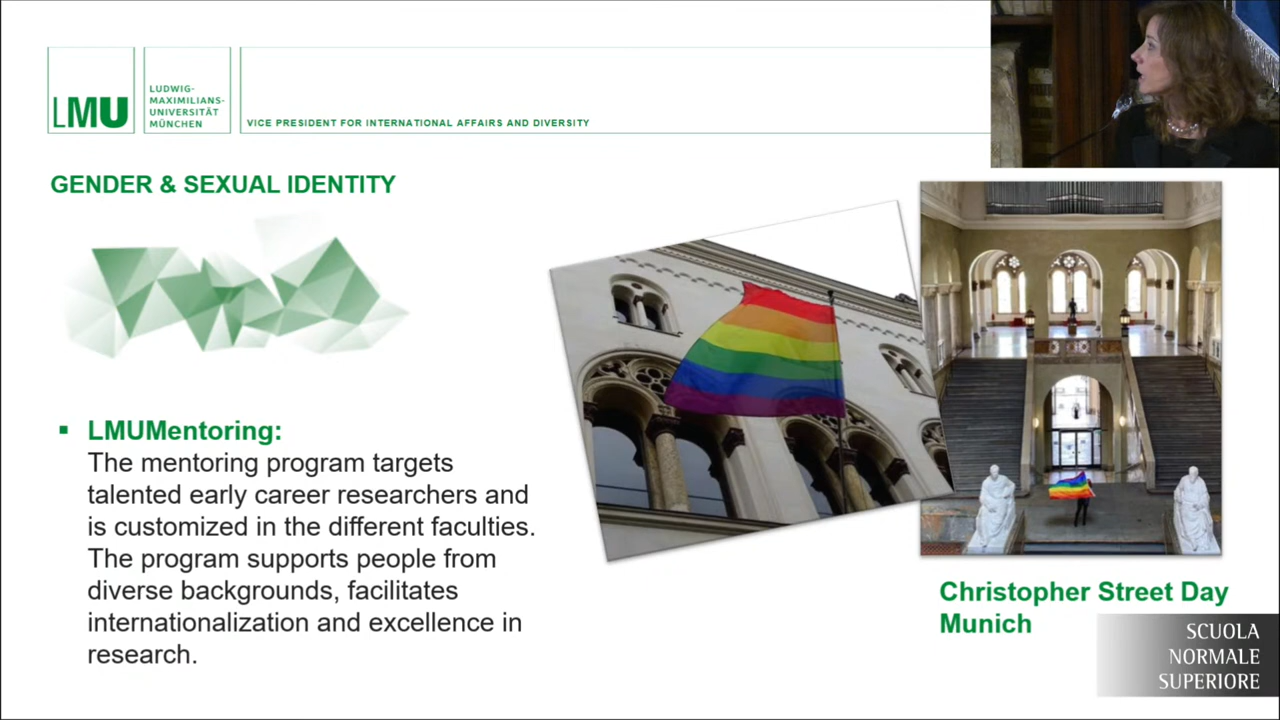 LMU
LUDWIG-
MAXIMILIANS-
UNIVERSITÄT
MÜNCHEN
VICE PRESIDENT FOR INTERNATIONAL AFFAIRS AND DIVERSITY
GENDER & SEXUAL IDENTITY
▪ LMUMentoring:
The mentoring program targets
talented early career researchers and
is customized in the different faculties.
The program supports people from
diverse backgrounds, facilitates
internationalization and excellence in
research.
Christopher Street Day
Munich
SCUOLA
NORMALE
SUPERIORE